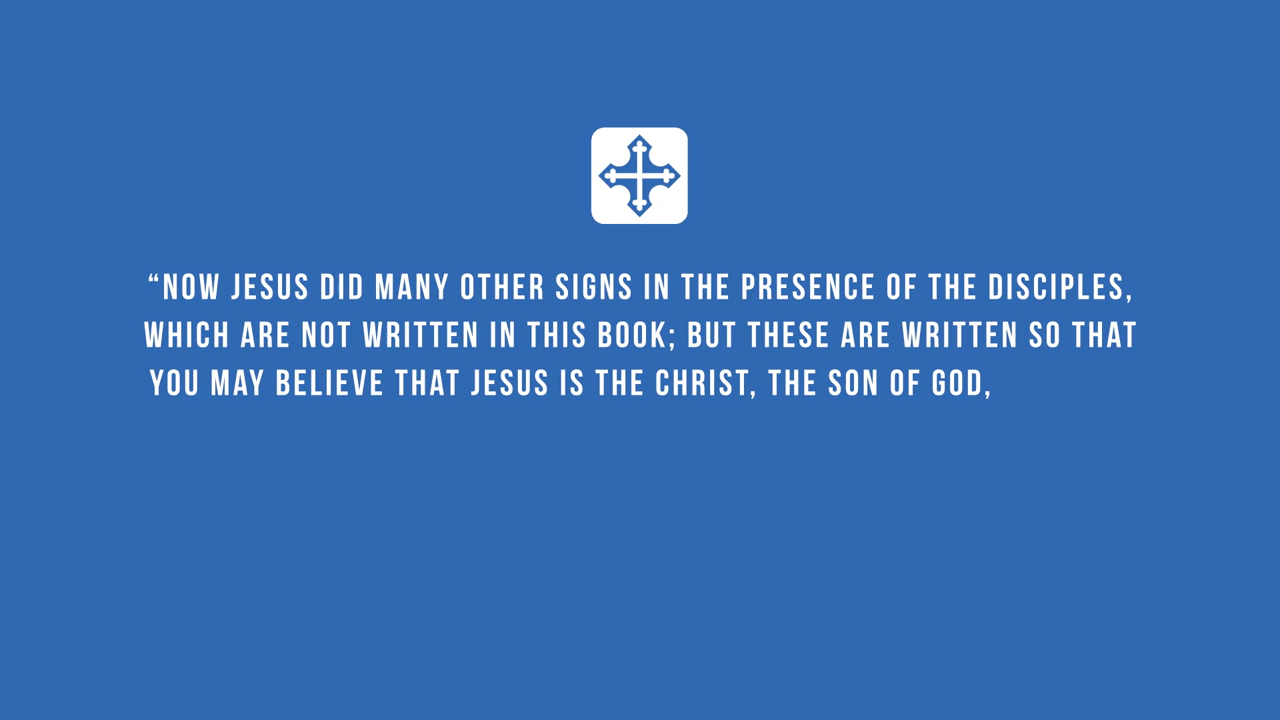 “NOW JESUS DID MANY OTHER SIGNS IN THE PRESENCE OF THE DISCIPLES,
WHICH ARE NOT WRITTEN IN THIS BOOK; BUT THESE ARE WRITTEN SO THAT
YOU MAY BELIEVE THAT JESUS IS THE CHRIST, THE SON OF GOD,